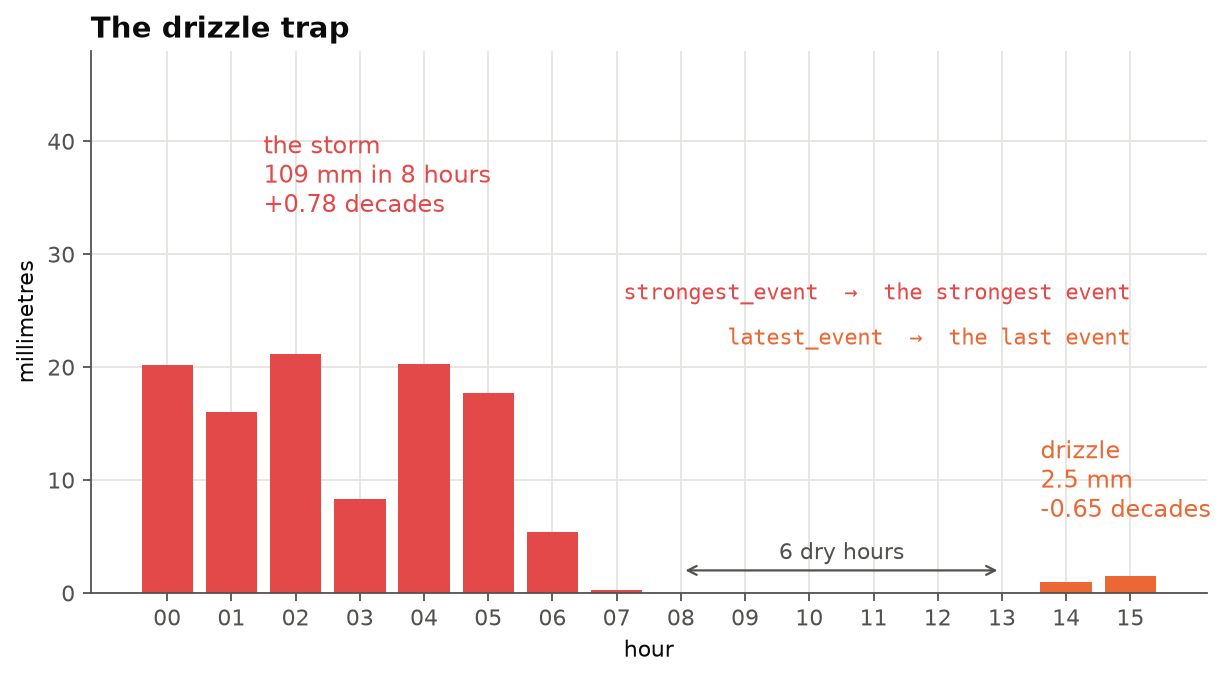 The drizzle trap
millimetres
40
30
20
10
0
the storm
109 mm in 8 hours
+0.78 decades
strongest_event → the strongest event
latest_event → the last event
drizzle
2.5 mm
-0.65 decades
6 dry hours
00 01 02 03 04 05 06 07 08 09 10 11 12 13 14 15
hour